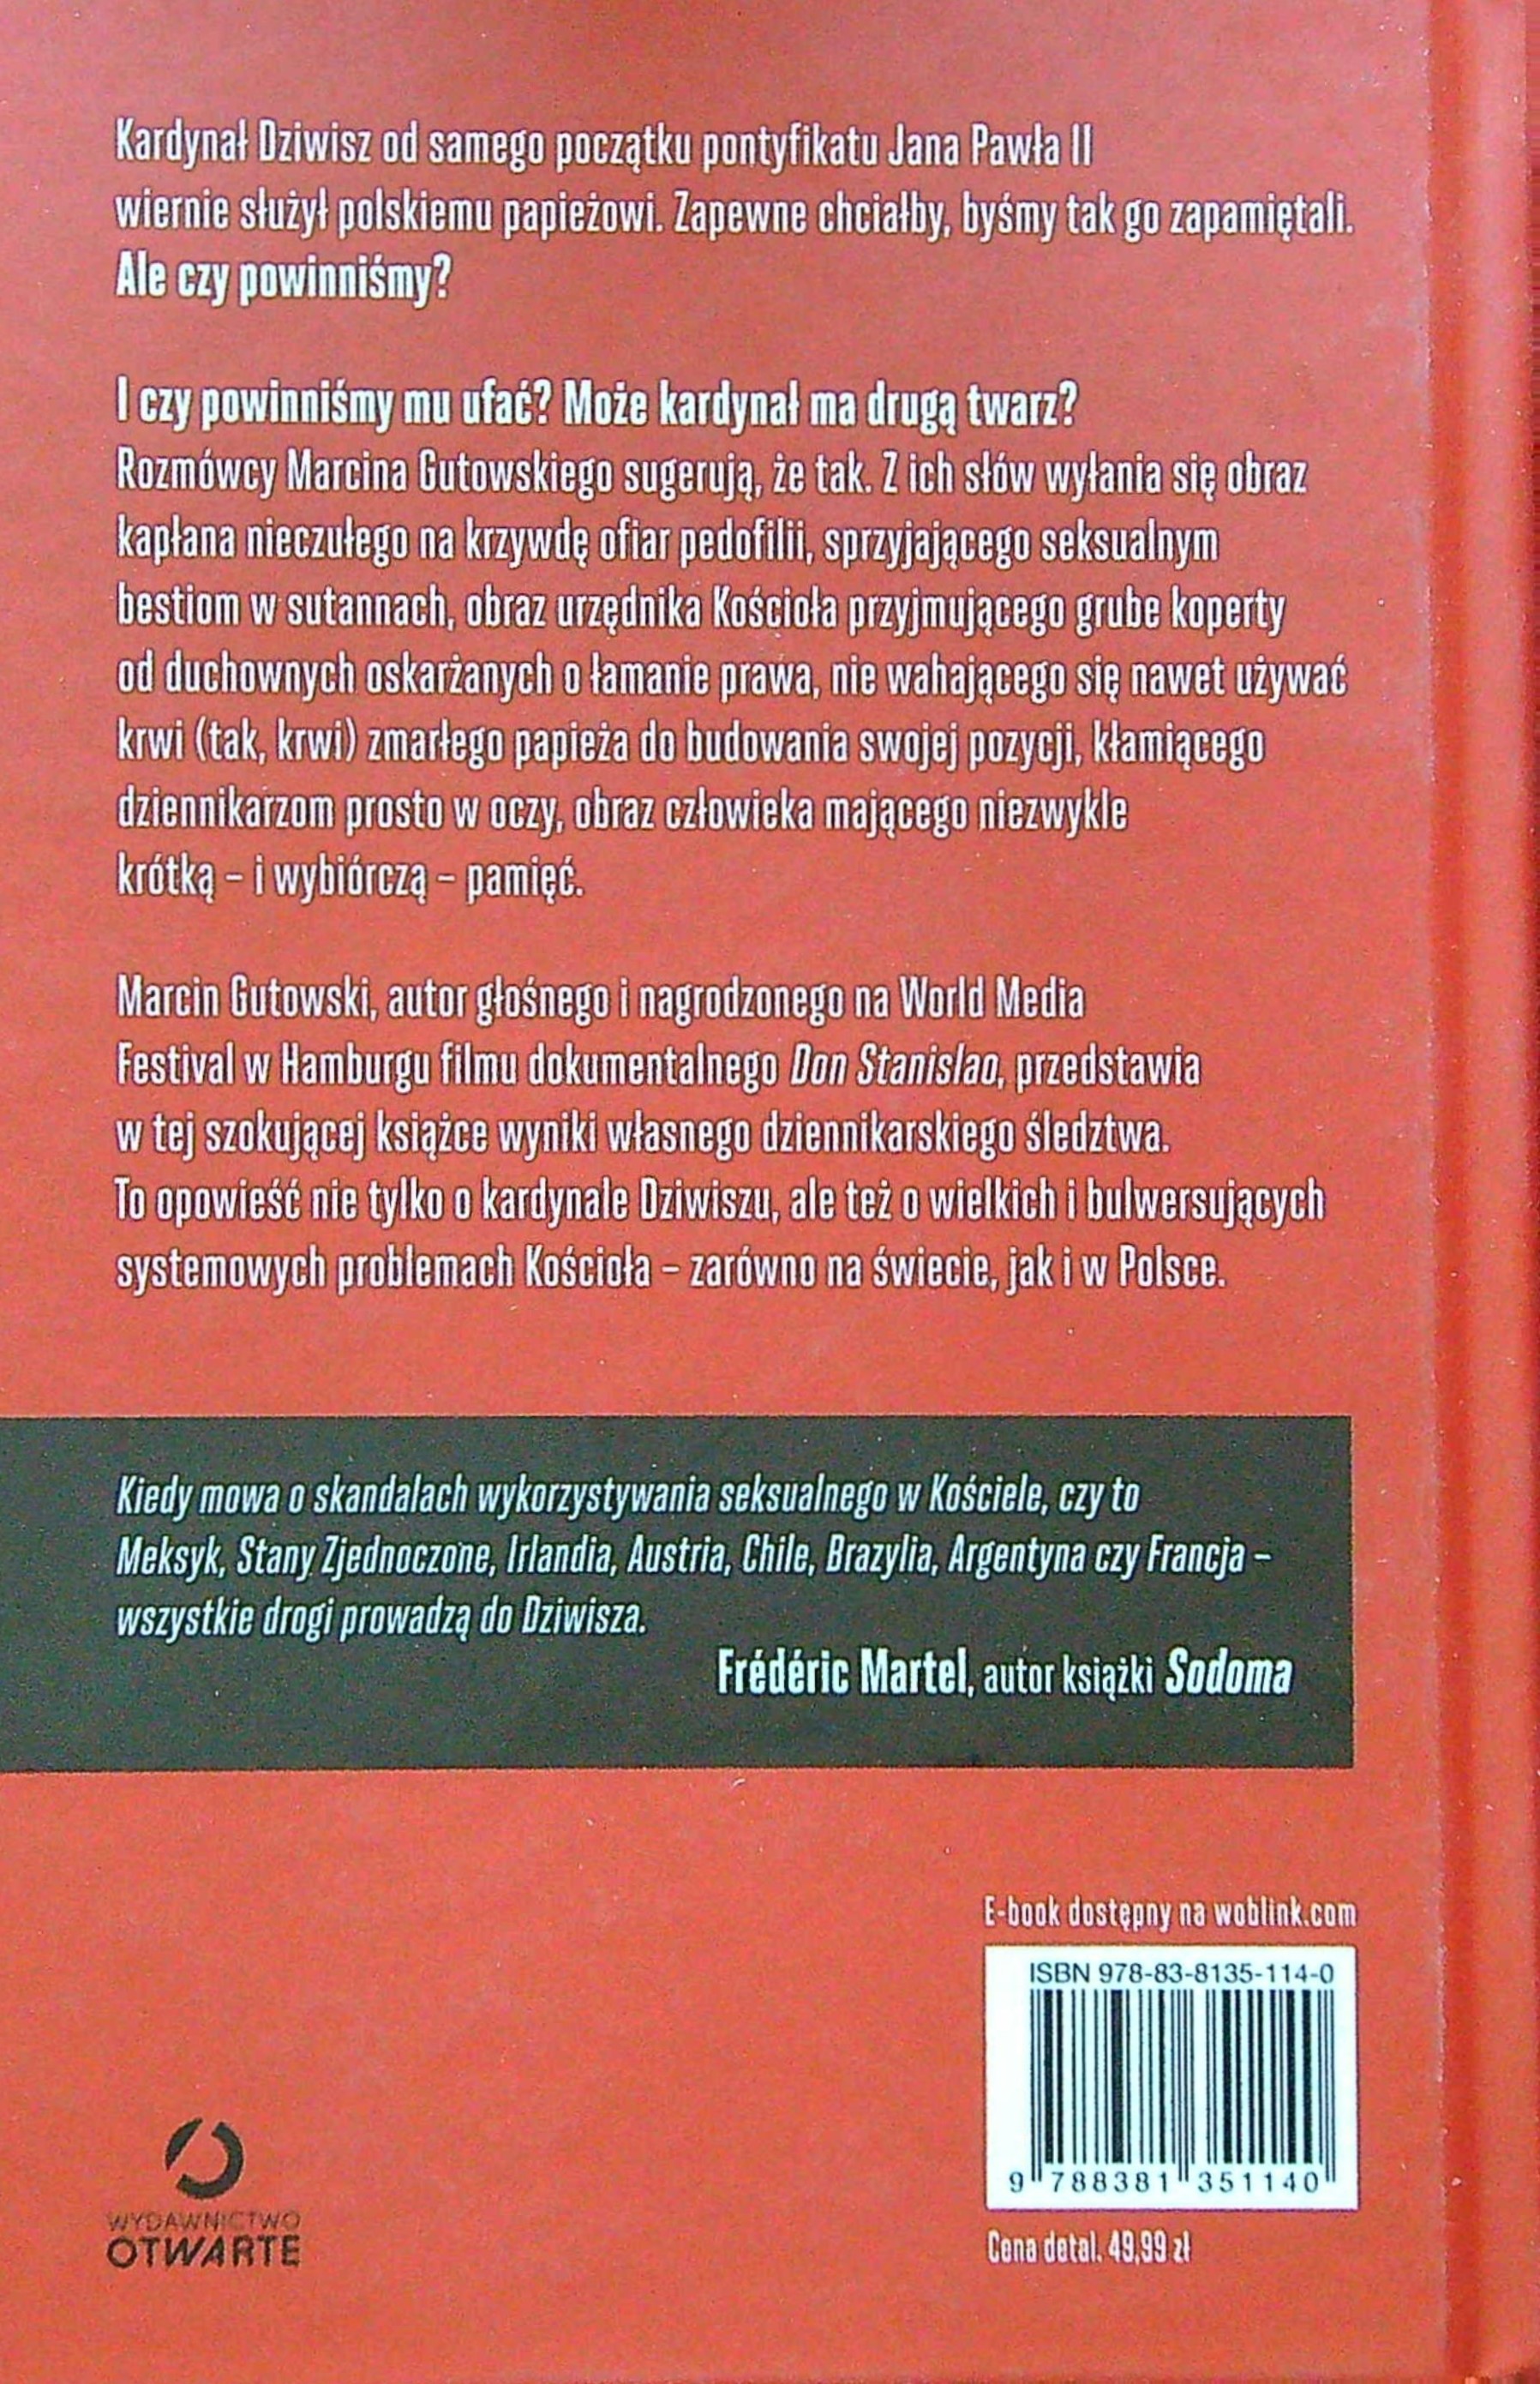 Kardynał Dziwisz od samego początku pontyfikatu Jana Pawła II
wiernie służył polskiemu papieżowi. Zapewne chciałby, byśmy tak go zapamiętali.
Ale czy powinniśmy?
I czy powinniśmy mu ufać? Może kardynał ma drugą twarz?
Rozmówcy Marcina Gutowskiego sugerują, że tak. Z ich słów wyłania się obraz
kapłana nieczułego na krzywdę ofiar pedofilii, sprzyjającego seksualnym
bestiom w sutannach, obraz urzędnika Kościoła przyjmującego grube koperty
od duchownych oskarżanych o łamanie prawa, nie wahającego się nawet używać
krwi (tak, krwi) zmarłego papieża do budowania swojej pozycji, kłamiącego
dziennikarzom prosto w oczy, obraz człowieka mającego niezwykle
krótką – i wybiórczą – pamięć.
Marcin Gutowski, autor głośnego i nagrodzonego na World Media
Festival w Hamburgu filmu dokumentalnego Don Stanislao, przedstawia
w tej szokującej książce wyniki własnego dziennikarskiego śledztwa.
To opowieść nie tylko o kardynale Dziwiszu, ale też o wielkich i bulwersujących
systemowych problemach Kościoła – zarówno na świecie, jak i w Polsce.
Kiedy mowa o skandalach wykorzystywania seksualnego w Kościele, czy to
Meksyk, Stany Zjednoczone, Irlandia, Austria, Chile, Brazylia, Argentyna czy Francja –
wszystkie drogi prowadzą do Dziwisza.
Frédéric Martel, autor książki Sodoma
E-book dostępny na woblink.com
ISBN 978-83-8135-114-0
9 788381 351140
Cena detal. 49,99 zł
WYDAWNICTWO
OTWARTE